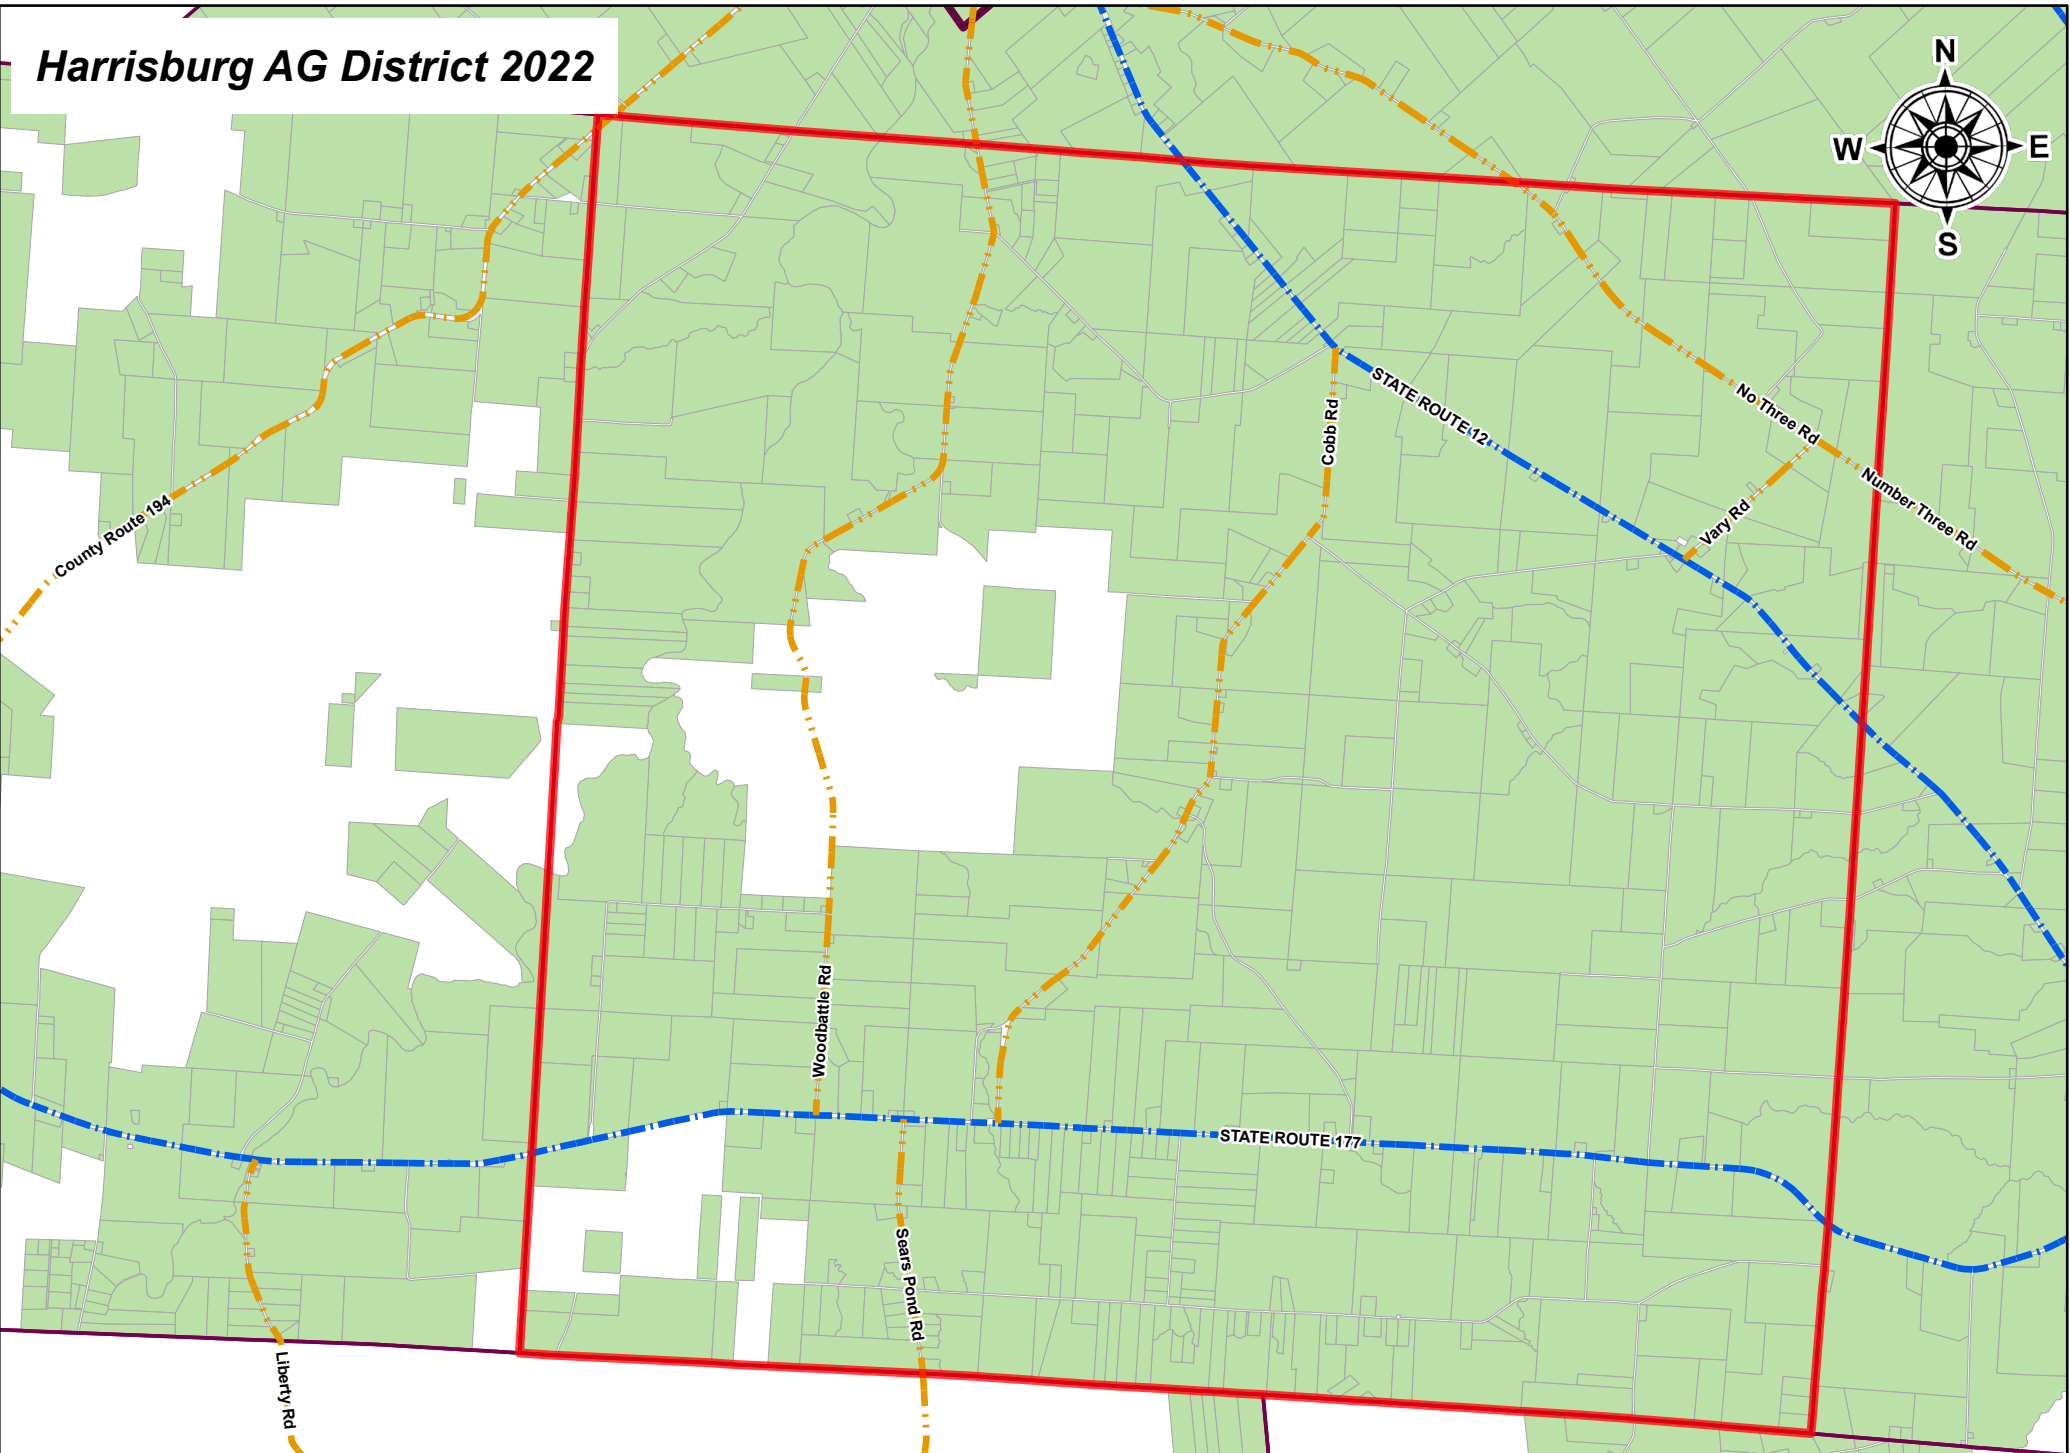 Harrisburg AG District 2022
N
W
E
S
STATE ROUTE 12
No Three Rd
Cobb Rd
Number Three Rd
Vary Rd
County Route 194
Woodbattle Rd
STATE ROUTE 177
Sears Pond Rd
Liberty Rd